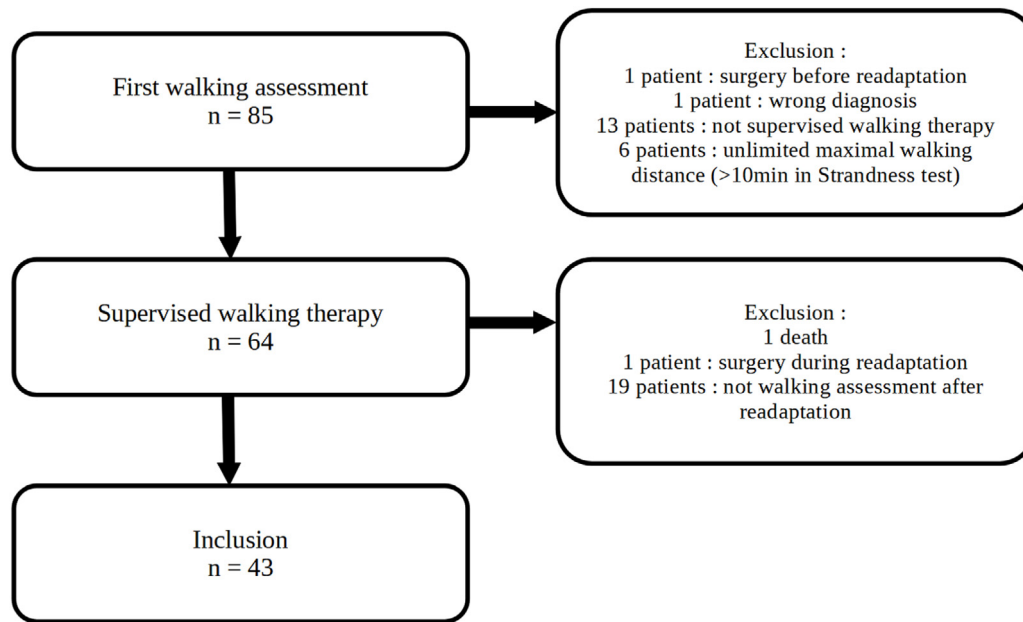 First walking assessment
n = 85
Exclusion :
1 patient : surgery before readaptation
1 patient : wrong diagnosis
13 patients : not supervised walking therapy
6 patients : unlimited maximal walking
distance (>10min in Strandness test)
Supervised walking therapy
n = 64
Exclusion :
1 death
1 patient : surgery during readaptation
19 patients : not walking assessment after
readaptation
Inclusion
n = 43